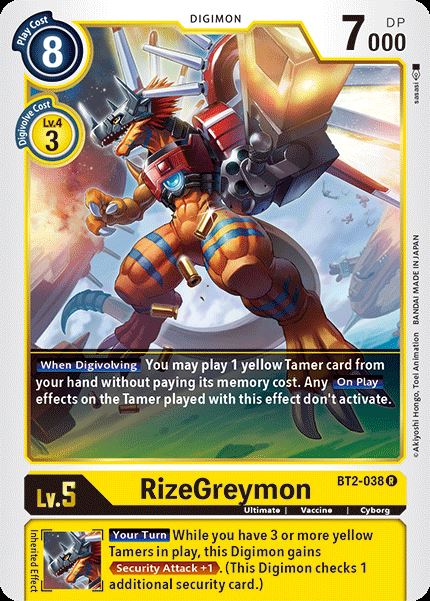 Play Cost
8
DIGIMON
7000
DP
Digivolve Cost
Lv.4
3
sasasi
©Akiyoshi Hongo, Toei Animation BANDAI MADE IN JAPAN
When Digivolving You may play 1 yellow Tamer card from
your hand without paying its memory cost. Any On Play
effects on the Tamer played with this effect don't activate.
Lv.5
RizeGreymon
BT2-038 R
Ultimate | Vaccine | Cyborg
Inherited Effect
Your Turn While you have 3 or more yellow
Tamers in play, this Digimon gains
Security Attack +1. (This Digimon checks 1
additional security card.)